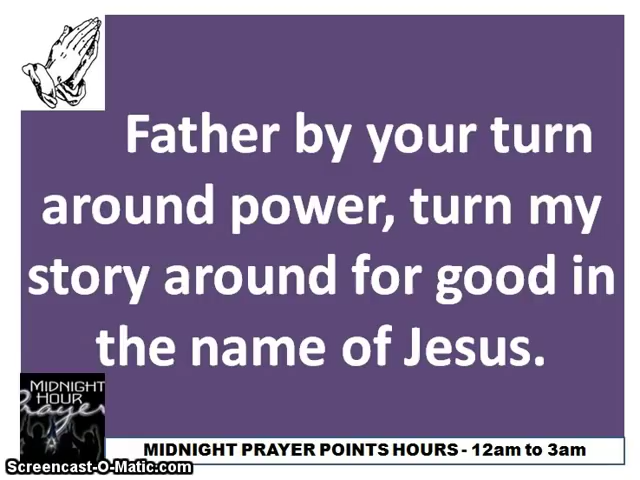 Father by your turn
around power, turn my
story around for good in
the name of Jesus.
MIDNIGHT
HOUR
Prayer
MIDNIGHT PRAYER POINTS HOURS - 12am to 3am
Screencast-O-Matic.com